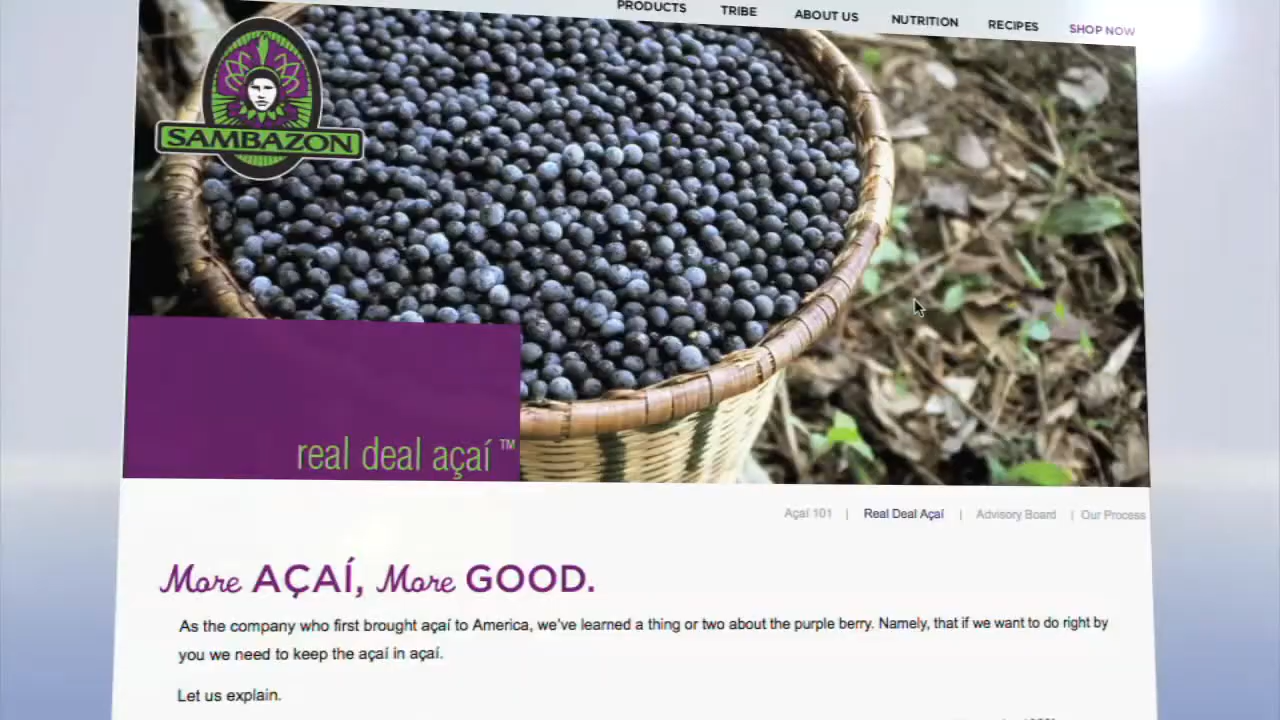 PRODUCTS TRIBE ABOUT US NUTRITION RECIPES SHOP NOW
SAMBAZON
real deal açaí ™
Açaí 101 | Real Deal Açaí | Advisory Board | Our Process
More AÇAÍ, More GOOD.
As the company who first brought açaí to America, we've learned a thing or two about the purple berry. Namely, that if we want to do right by
you we need to keep the açaí in açaí.
Let us explain.